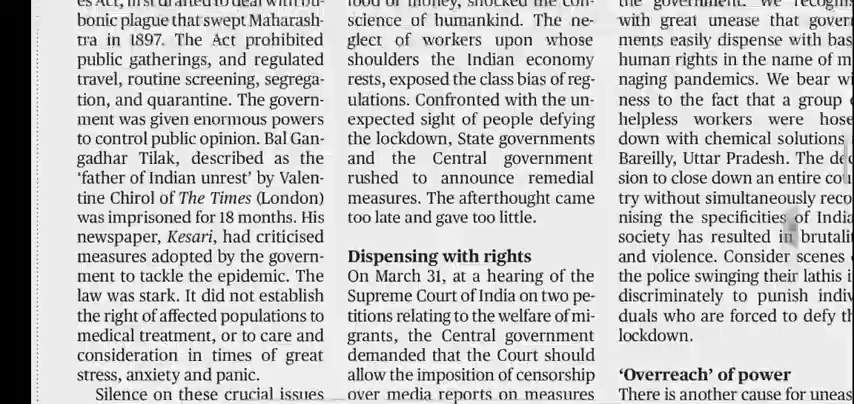 bonic plague that swept Maharash-
tra in 1897. The Act prohibited
public gatherings, and regulated
travel, routine screening, segrega-
tion, and quarantine. The govern-
ment was given enormous powers
to control public opinion. Bal Gan-
gadhar Tilak, described as the
‘father of Indian unrest’ by Valen-
tine Chirol of The Times (London)
was imprisoned for 18 months. His
newspaper, Kesari, had criticised
measures adopted by the govern-
ment to tackle the epidemic. The
law was stark. It did not establish
the right of affected populations to
medical treatment, or to care and
consideration in times of great
stress, anxiety and panic.
Silence on these crucial issues
food or money, shocked the con-
science of humankind. The ne-
glect of workers upon whose
shoulders the Indian economy
rests, exposed the class bias of reg-
ulations. Confronted with the un-
expected sight of people defying
the lockdown, State governments
and the Central government
rushed to announce remedial
measures. The afterthought came
too late and gave too little.
Dispensing with rights
On March 31, at a hearing of the
Supreme Court of India on two pe-
titions relating to the welfare of mi-
grants, the Central government
demanded that the Court should
allow the imposition of censorship
over media reports on measures
the government. We
with great unease that govern
ments easily dispense with bas
human rights in the name of m
naging pandemics. We bear wi
ness to the fact that a group
helpless workers were hose
down with chemical solutions
Bareilly, Uttar Pradesh. The dec
sion to close down an entire cou
try without simultaneously reco
nising the specificities of India
society has resulted in brutalit
and violence. Consider scenes
the police swinging their lathis i
discriminately to punish indiv
duals who are forced to defy th
lockdown.
‘Overreach’ of power
There is another cause for uneas